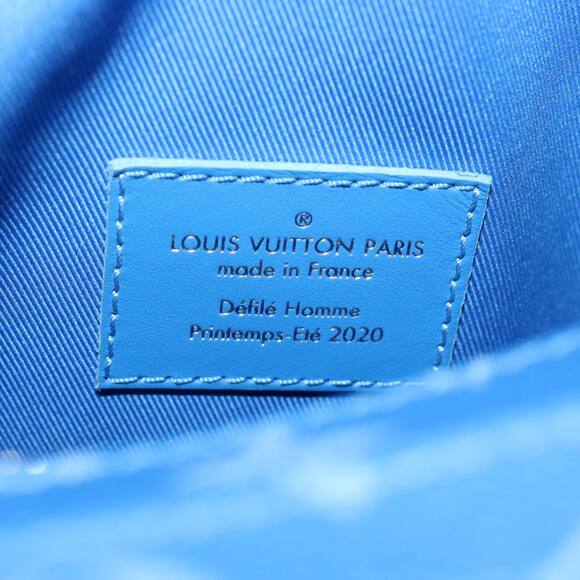 ®
LOUIS VUITTON PARIS
made in France
Défilé Homme
Printemps-Eté 2020